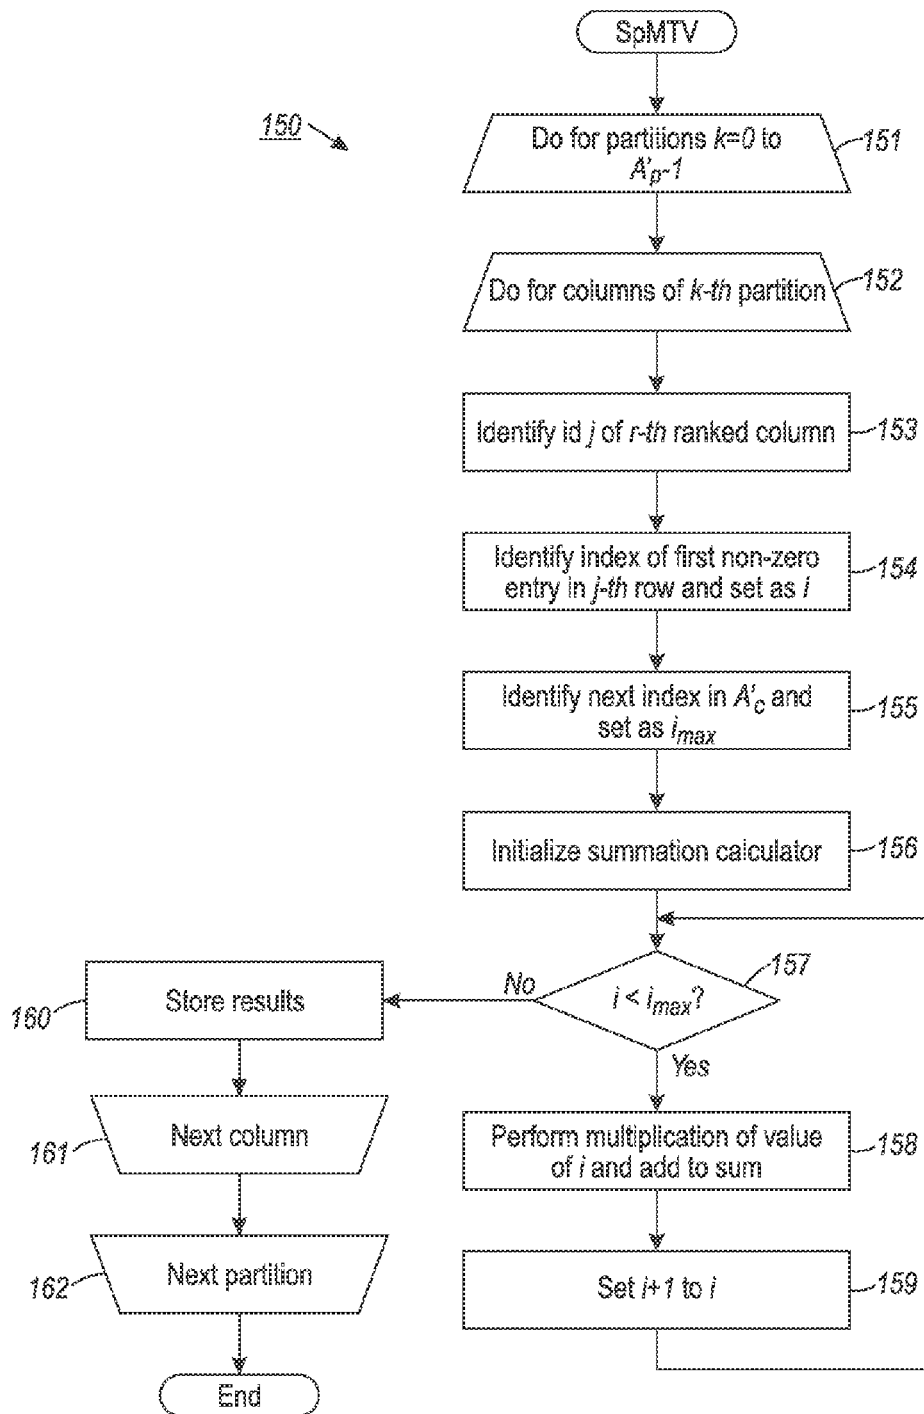 SpMTV
150
Do for partitions k=0 to
A'p-1
151
Do for columns of k-th partition
152
Identify id j of r-th ranked column
153
Identify index of first non-zero
entry in j-th row and set as i
154
Identify next index in A'c and
set as imax
155
Initialize summation calculator
156
i < imax?
157
No
Yes
Store results
160
Perform multiplication of value
of i and add to sum
158
Next column
161
Set i+1 to i
159
Next partition
162
End